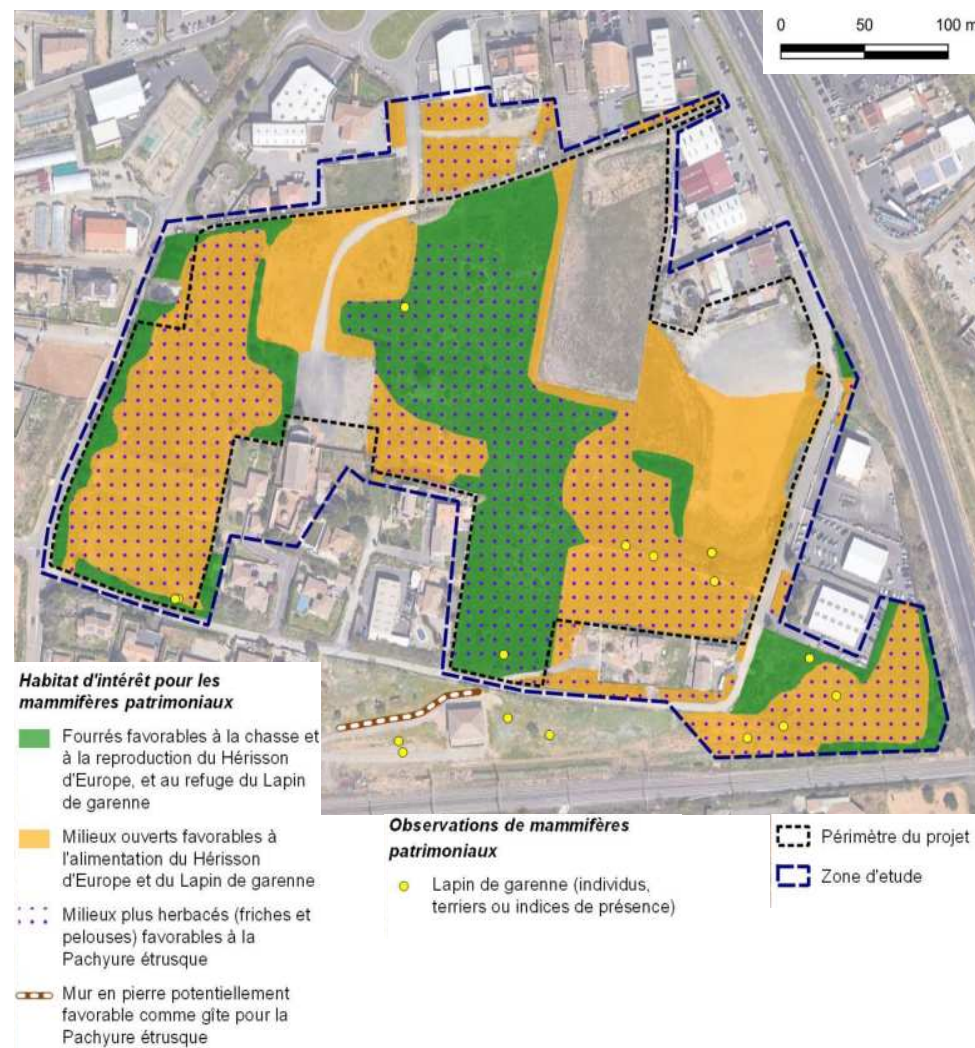 0 50 100 m
Habitat d'intérêt pour les
mammifères patrimoniaux
Fourrés favorables à la chasse et
à la reproduction du Hérisson
d'Europe, et au refuge du Lapin
de garenne
Milieux ouverts favorables à
l'alimentation du Hérisson
d'Europe et du Lapin de garenne
Milieux plus herbacés (friches et
pelouses) favorables à la
Pachyure étrusque
Mur en pierre potentiellement
favorable comme gîte pour la
Pachyure étrusque
Observations de mammifères
patrimoniaux
Lapin de garenne (individus,
terriers ou indices de présence)
Périmètre du projet
Zone d'etude